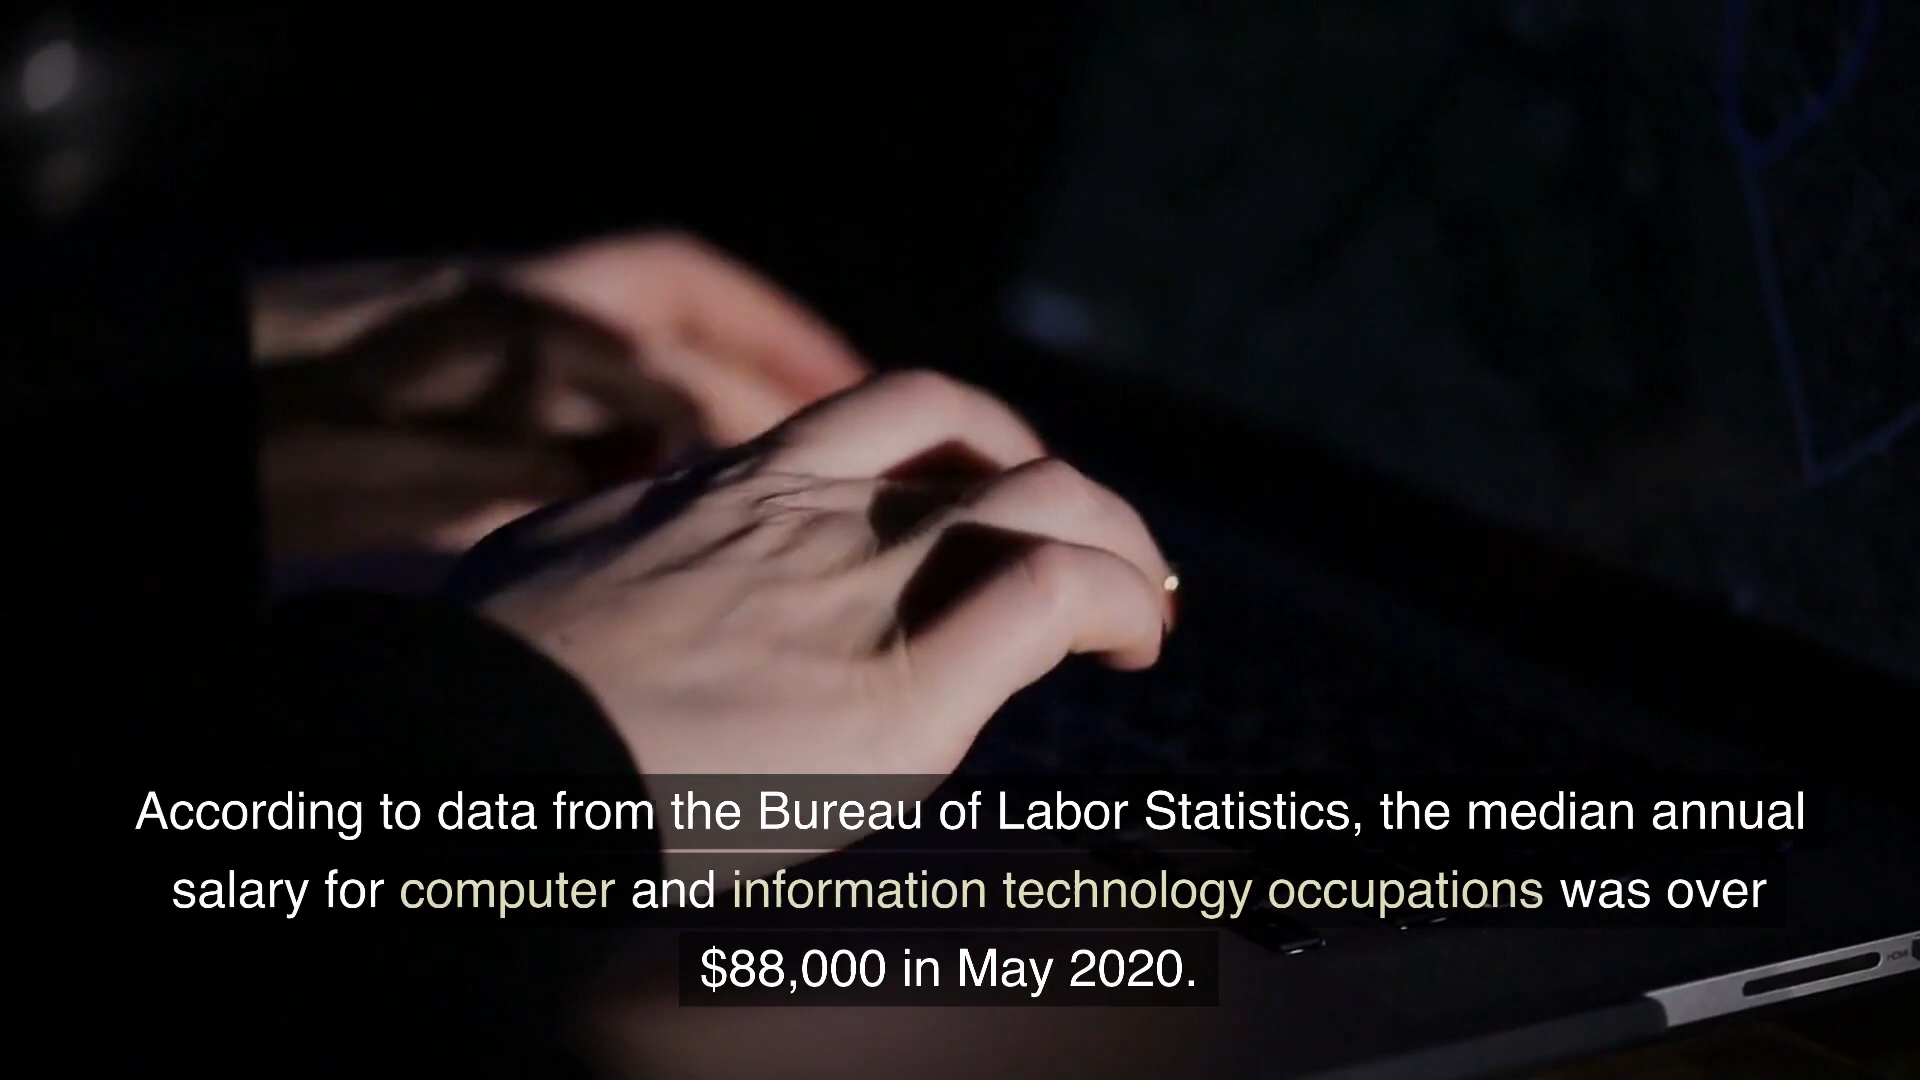 According to data from the Bureau of Labor Statistics, the median annual
salary for computer and information technology occupations was over
$88,000 in May 2020.
HDMI